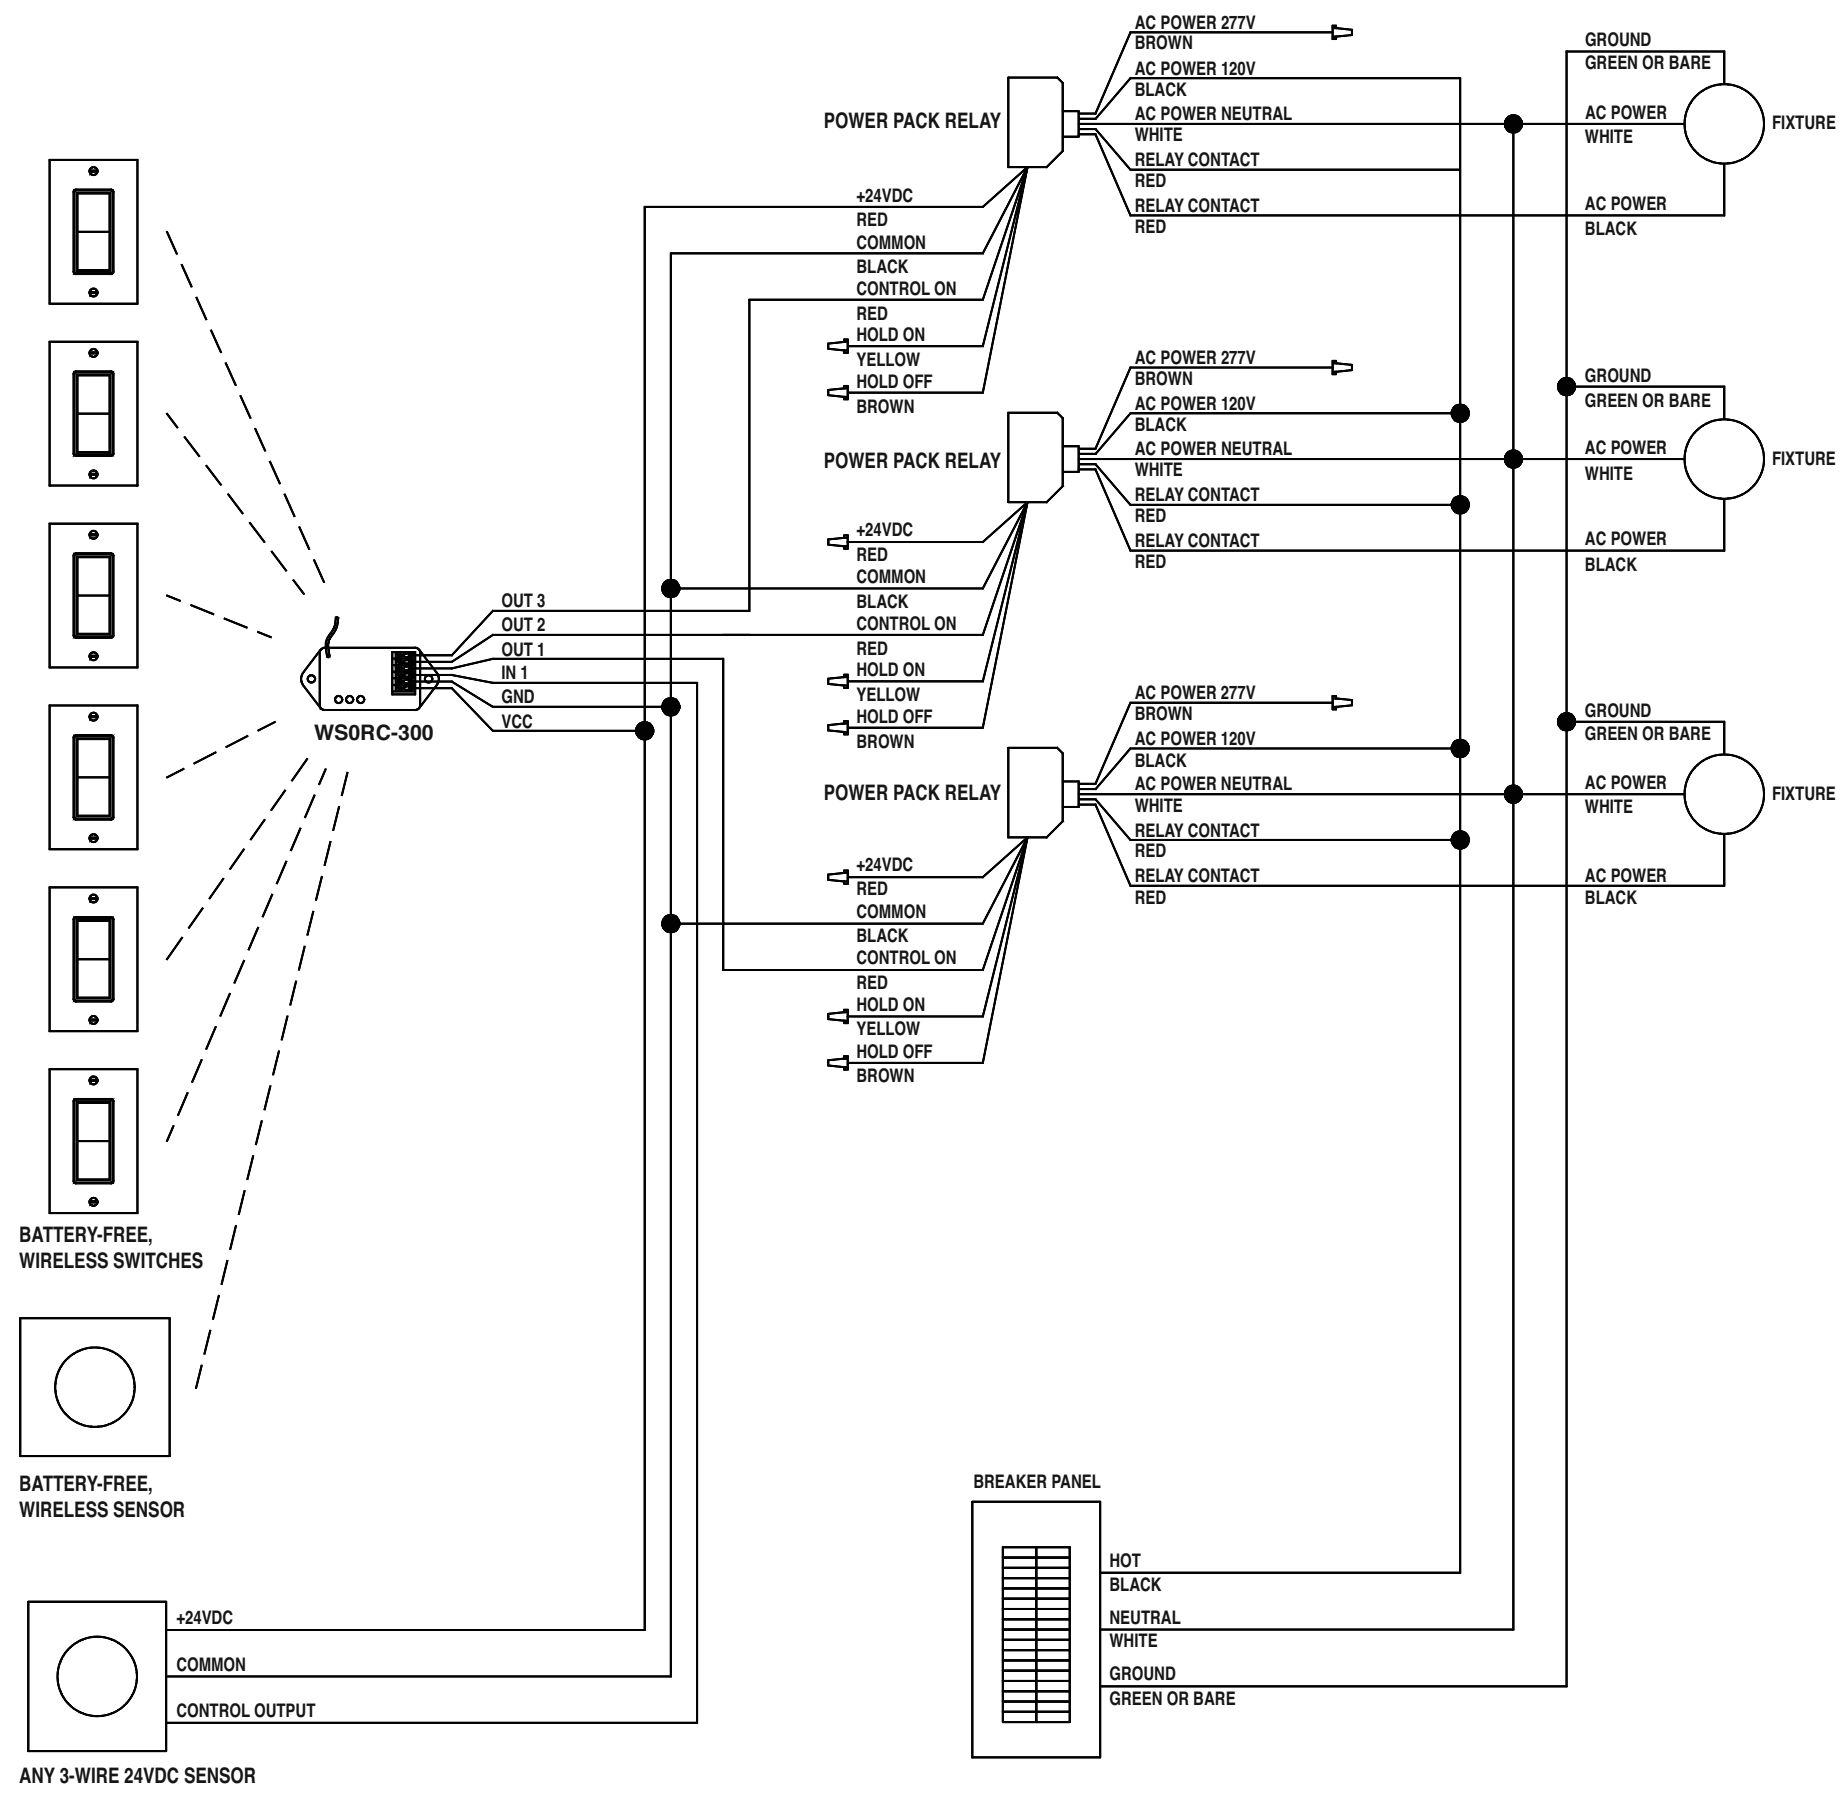 AC POWER 277V
BROWN
AC POWER 120V
BLACK
AC POWER NEUTRAL
WHITE
RELAY CONTACT
RED
RELAY CONTACT
RED
POWER PACK RELAY
GROUND
GREEN OR BARE
AC POWER
WHITE
FIXTURE
AC POWER
BLACK
+24VDC
RED
COMMON
BLACK
CONTROL ON
RED
HOLD ON
YELLOW
HOLD OFF
BROWN
AC POWER 277V
BROWN
AC POWER 120V
BLACK
AC POWER NEUTRAL
WHITE
RELAY CONTACT
RED
RELAY CONTACT
RED
POWER PACK RELAY
GROUND
GREEN OR BARE
AC POWER
WHITE
FIXTURE
AC POWER
BLACK
+24VDC
RED
COMMON
BLACK
CONTROL ON
RED
HOLD ON
YELLOW
HOLD OFF
BROWN
OUT 3
OUT 2
OUT 1
IN 1
GND
VCC
WS0RC-300
AC POWER 277V
BROWN
AC POWER 120V
BLACK
AC POWER NEUTRAL
WHITE
RELAY CONTACT
RED
RELAY CONTACT
RED
POWER PACK RELAY
GROUND
GREEN OR BARE
AC POWER
WHITE
FIXTURE
AC POWER
BLACK
+24VDC
RED
COMMON
BLACK
CONTROL ON
RED
HOLD ON
YELLOW
HOLD OFF
BROWN
BATTERY-FREE,
WIRELESS SWITCHES
BATTERY-FREE,
WIRELESS SENSOR
+24VDC
COMMON
CONTROL OUTPUT
ANY 3-WIRE 24VDC SENSOR
BREAKER PANEL
HOT
BLACK
NEUTRAL
WHITE
GROUND
GREEN OR BARE